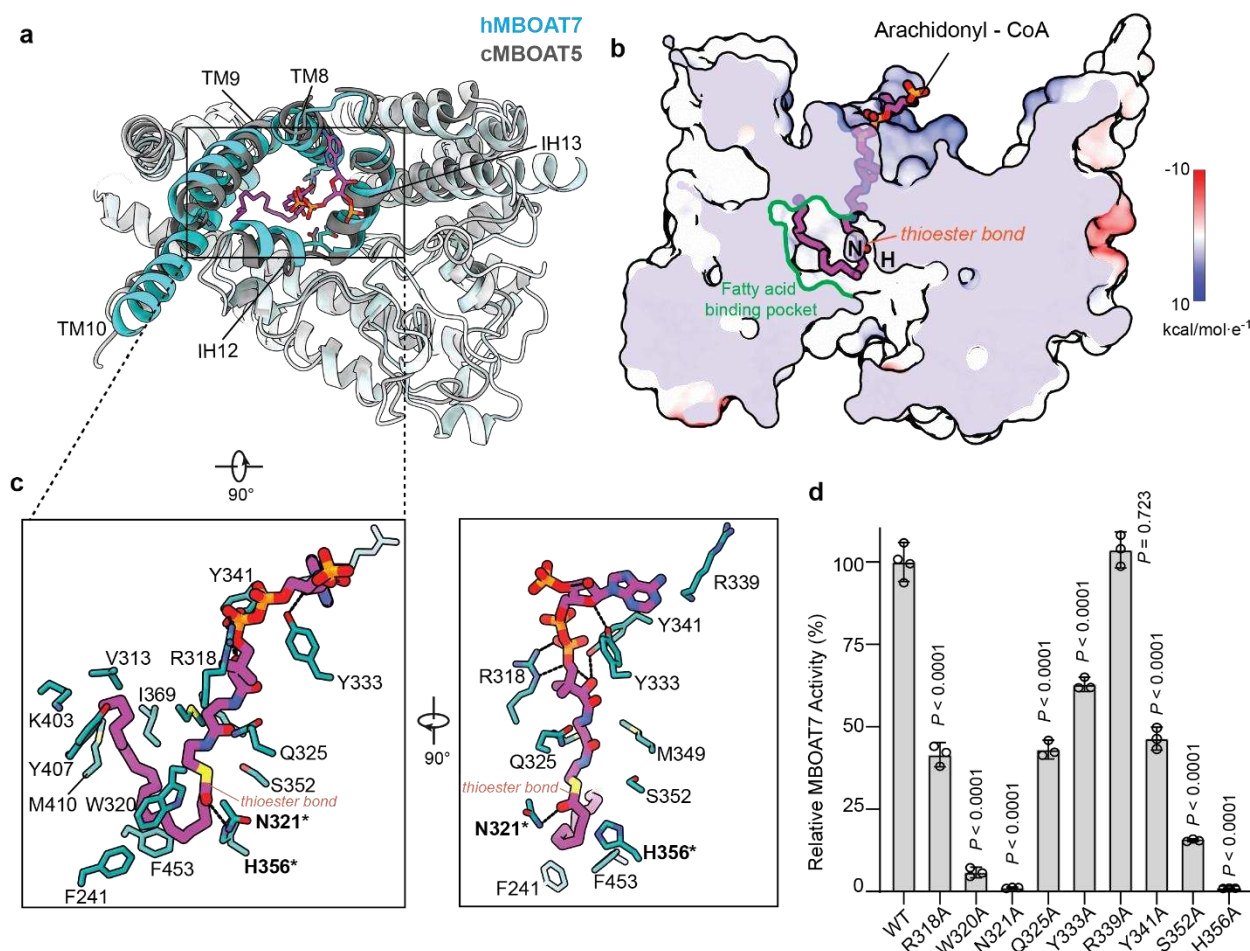 a
hMBOAT7
cMBOAT5
TM9
TM8
IH13
TM10
IH12
90°
b
Arachidonyl - CoA
N
H
thioester bond
Fatty acid
binding pocket
-10
10
kcal/mol·e⁻¹
c
Y341
R318
V313
I369
K403
Y333
Q325
Y407
S352
M410
W320
thioester bond
N321*
F453
H356*
F241
90°
R339
Y341
R318
Y333
Q325
M349
S352
thioester bond
N321*
H356*
F241
F453
d
Relative MBOAT7 Activity (%)
100
75
50
25
0
P < 0.0001
P < 0.0001
P < 0.0001
P < 0.0001
P < 0.0001
P = 0.723
P < 0.0001
P < 0.0001
P < 0.0001
WT
R318A
W320A
N321A
Q325A
Y333A
R339A
Y341A
S352A
H356A